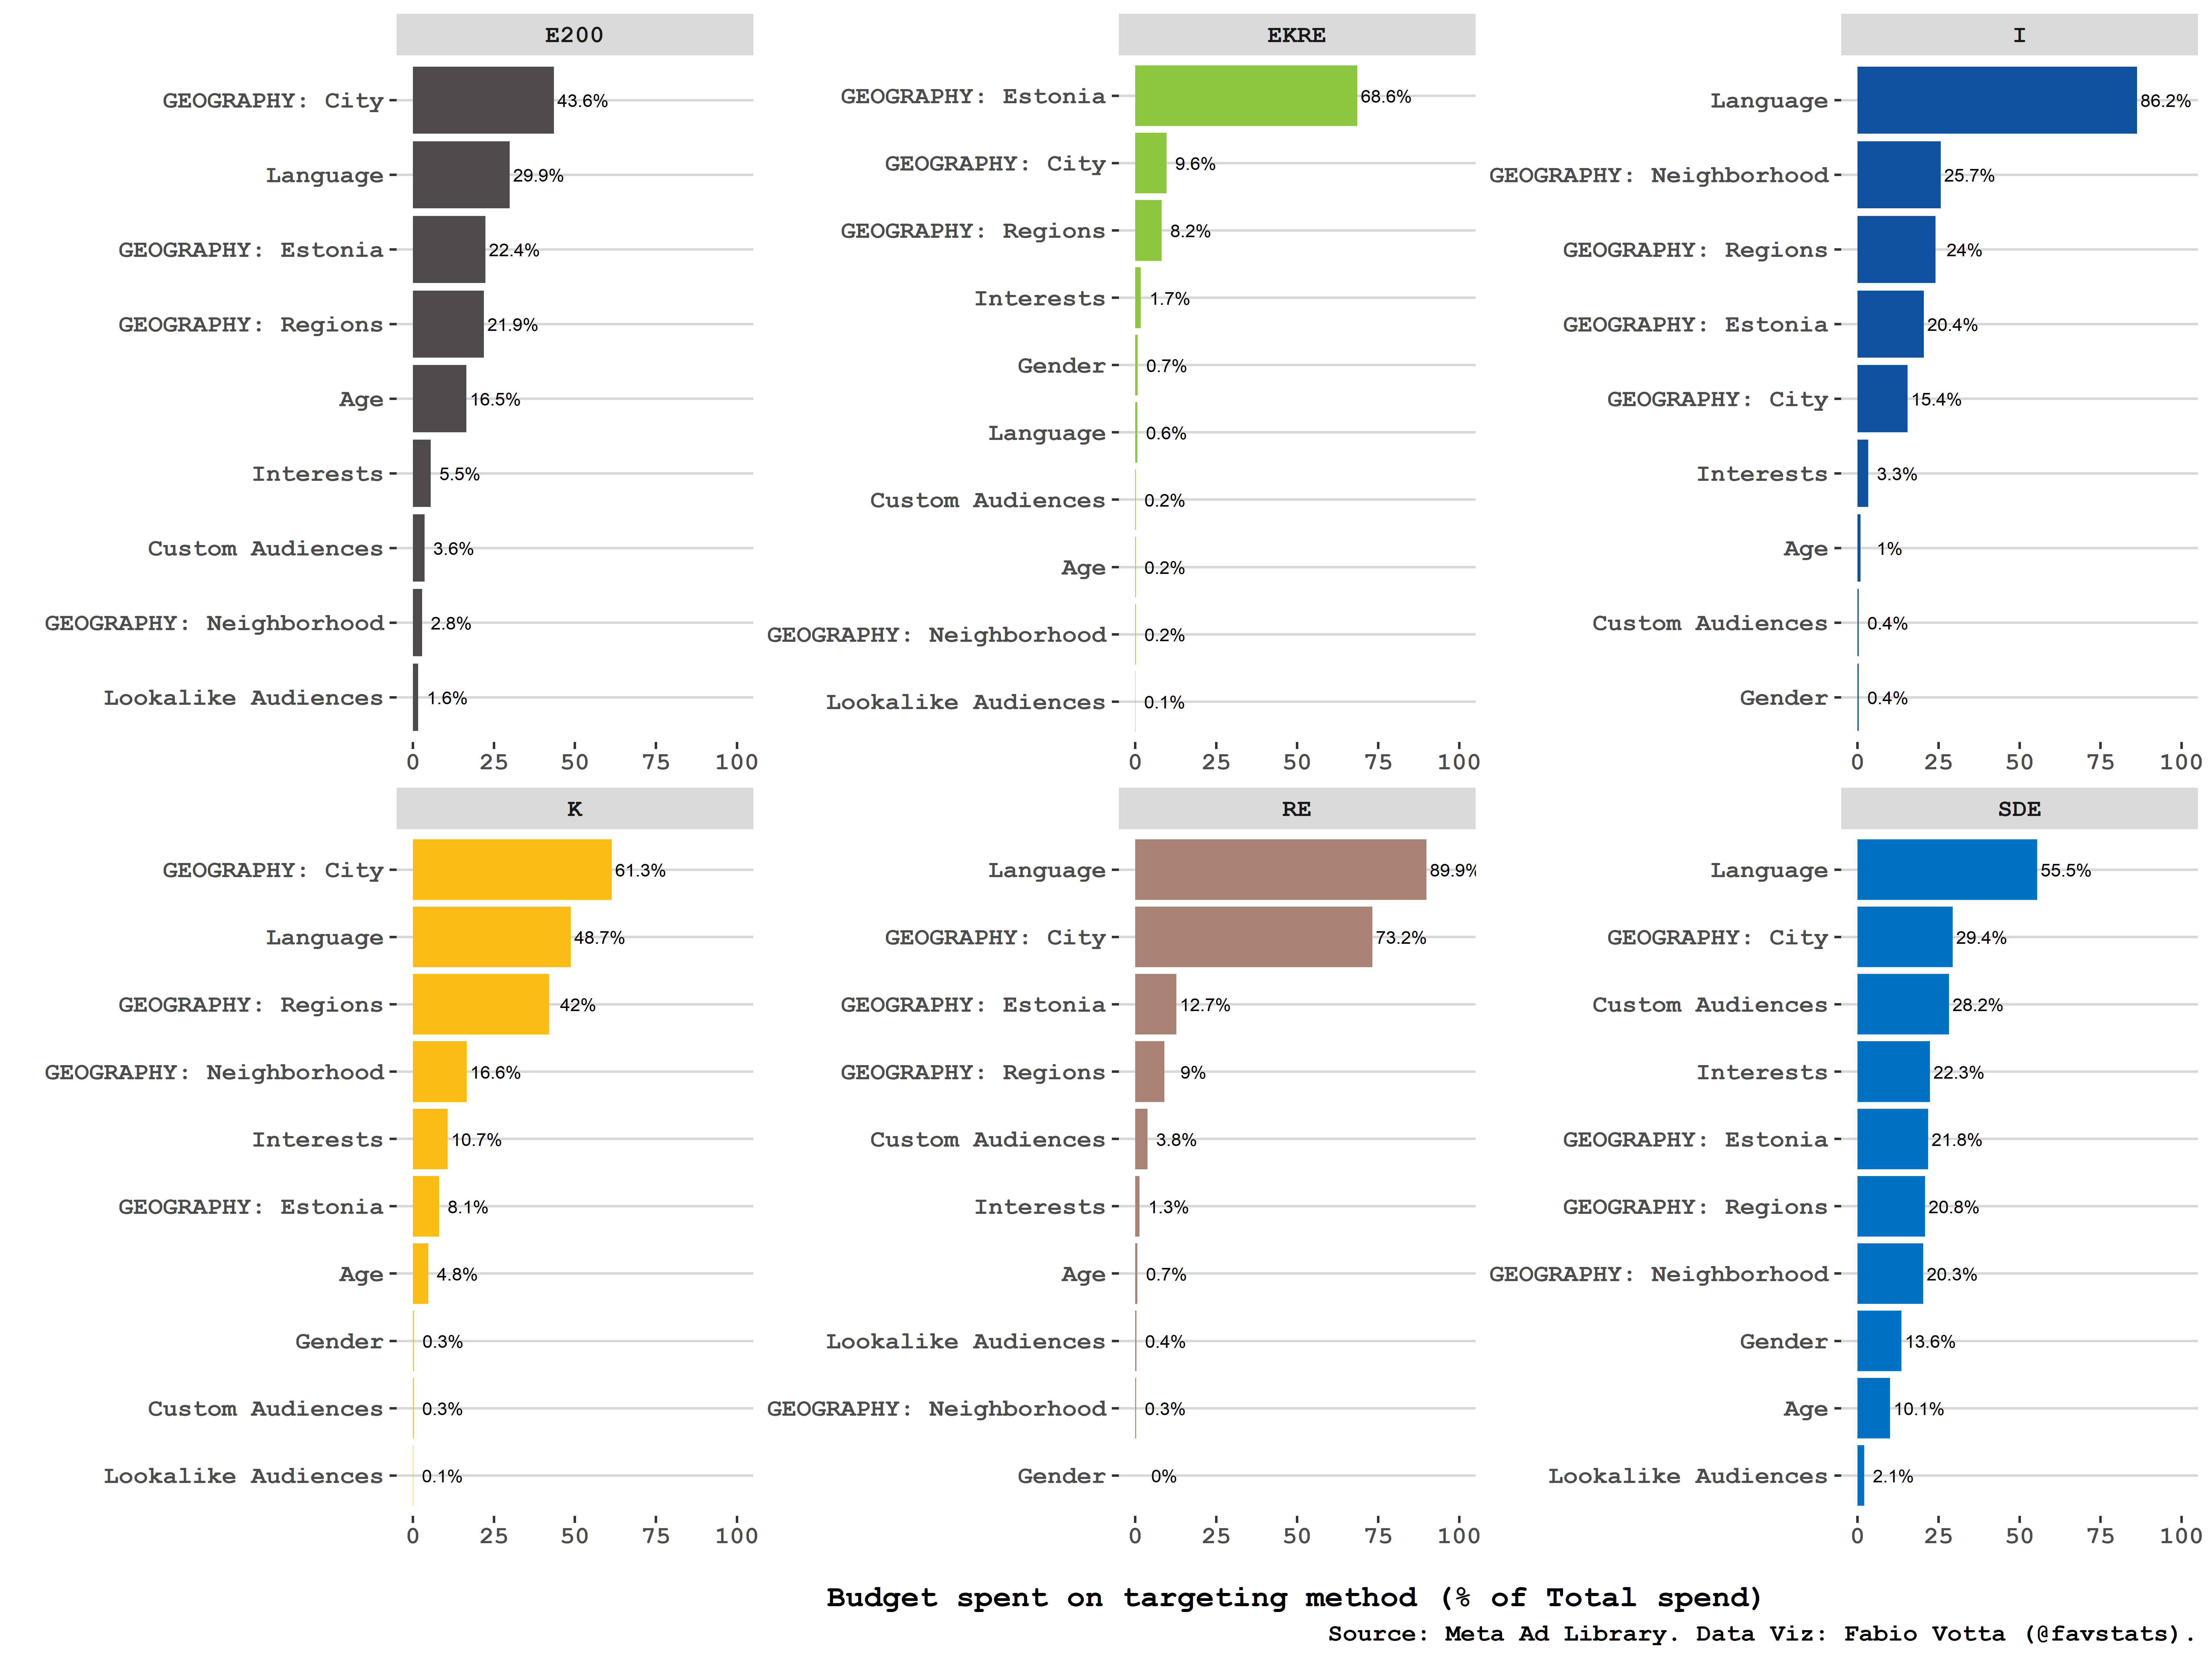 E200
GEOGRAPHY: City 43.6%
Language 29.9%
GEOGRAPHY: Estonia 22.4%
GEOGRAPHY: Regions 21.9%
Age 16.5%
Interests 5.5%
Custom Audiences 3.6%
GEOGRAPHY: Neighborhood 2.8%
Lookalike Audiences 1.6%
0 25 50 75 100
EKRE
GEOGRAPHY: Estonia 68.6%
GEOGRAPHY: City 9.6%
GEOGRAPHY: Regions 8.2%
Interests 1.7%
Gender 0.7%
Language 0.6%
Custom Audiences 0.2%
Age 0.2%
GEOGRAPHY: Neighborhood 0.2%
Lookalike Audiences 0.1%
0 25 50 75 100
I
Language 86.2%
GEOGRAPHY: Neighborhood 25.7%
GEOGRAPHY: Regions 24%
GEOGRAPHY: Estonia 20.4%
GEOGRAPHY: City 15.4%
Interests 3.3%
Age 1%
Custom Audiences 0.4%
Gender 0.4%
0 25 50 75 100
K
GEOGRAPHY: City 61.3%
Language 48.7%
GEOGRAPHY: Regions 42%
GEOGRAPHY: Neighborhood 16.6%
Interests 10.7%
GEOGRAPHY: Estonia 8.1%
Age 4.8%
Gender 0.3%
Custom Audiences 0.3%
Lookalike Audiences 0.1%
0 25 50 75 100
RE
Language 89.9%
GEOGRAPHY: City 73.2%
GEOGRAPHY: Estonia 12.7%
GEOGRAPHY: Regions 9%
Custom Audiences 3.8%
Interests 1.3%
Age 0.7%
Lookalike Audiences 0.4%
GEOGRAPHY: Neighborhood 0.3%
Gender 0%
0 25 50 75 100
SDE
Language 55.5%
GEOGRAPHY: City 29.4%
Custom Audiences 28.2%
Interests 22.3%
GEOGRAPHY: Estonia 21.8%
GEOGRAPHY: Regions 20.8%
GEOGRAPHY: Neighborhood 20.3%
Gender 13.6%
Age 10.1%
Lookalike Audiences 2.1%
0 25 50 75 100
Budget spent on targeting method (% of Total spend)
Source: Meta Ad Library. Data Viz: Fabio Votta (@favstats).